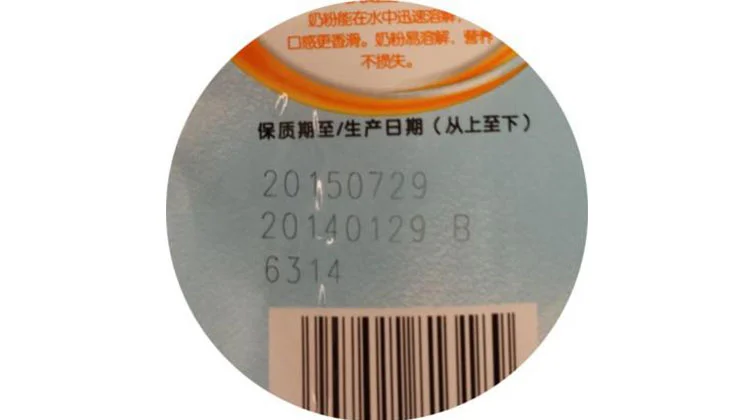 奶粉能在水中迅速溶解，
口感更香滑。奶粉易溶解、营养
不损失。
保质期至/生产日期（从上至下）
20150729
20140129 B
6314